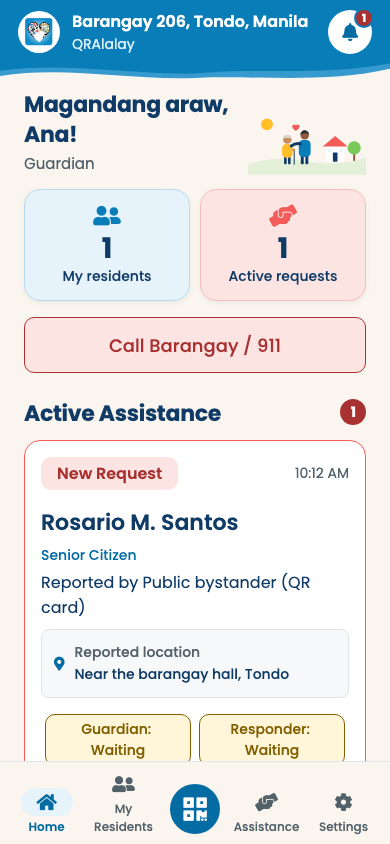 Barangay 206, Tondo, Manila
QRAlalay
1
Magandang araw,
Ana!
Guardian
1
My residents
1
Active requests
Call Barangay / 911
Active Assistance
1
New Request
10:12 AM
Rosario M. Santos
Senior Citizen
Reported by Public bystander (QR
card)
Reported location
Near the barangay hall, Tondo
Guardian:
Waiting
Responder:
Waiting
Home
My
Residents
Assistance
Settings